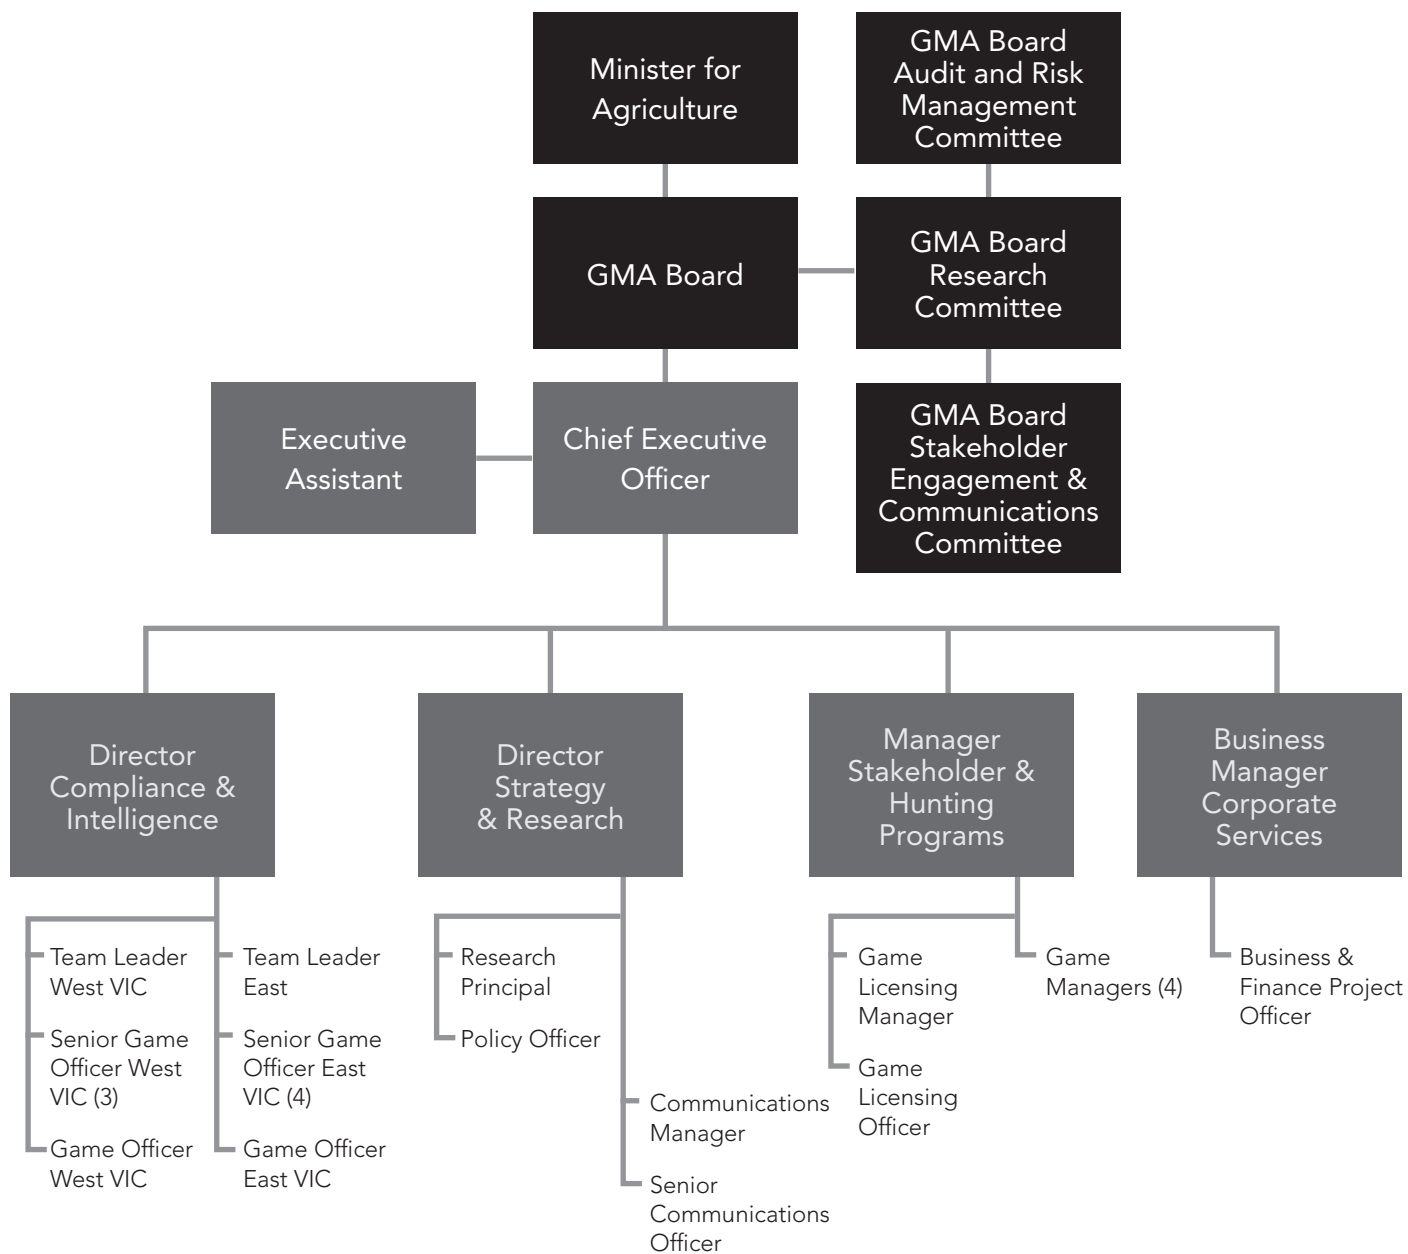 Minister for
Agriculture
GMA Board
Audit and Risk
Management
Committee
GMA Board
GMA Board
Research
Committee
Executive
Assistant
Chief Executive
Officer
GMA Board
Stakeholder
Engagement &
Communications
Committee
Director
Compliance &
Intelligence
Director
Strategy
& Research
Manager
Stakeholder &
Hunting
Programs
Business
Manager
Corporate
Services
Team Leader
West VIC
Senior Game
Officer West
VIC (3)
Game Officer
West VIC
Team Leader
East
Senior Game
Officer East
VIC (4)
Game Officer
East VIC
Research
Principal
Policy Officer
Communications
Manager
Senior
Communications
Officer
Game
Licensing
Manager
Game
Licensing
Officer
Game
Managers (4)
Business &
Finance Project
Officer